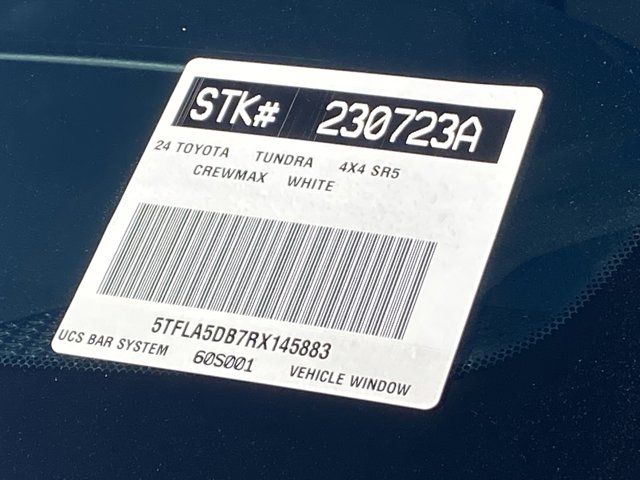 STK# 230723A
24 TOYOTA TUNDRA 4X4 SR5
CREWMAX WHITE
5TFLA5DB7RX145883
UCS BAR SYSTEM 60S001 VEHICLE WINDOW